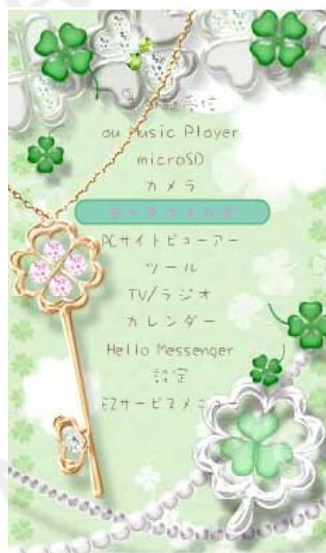 au Music Player
microSD
カメラ
データフォルダ
PCサイトビューアー
ツール
TV/ラジオ
カレンダー
Hello Messenger
設定
EZサービスメニ